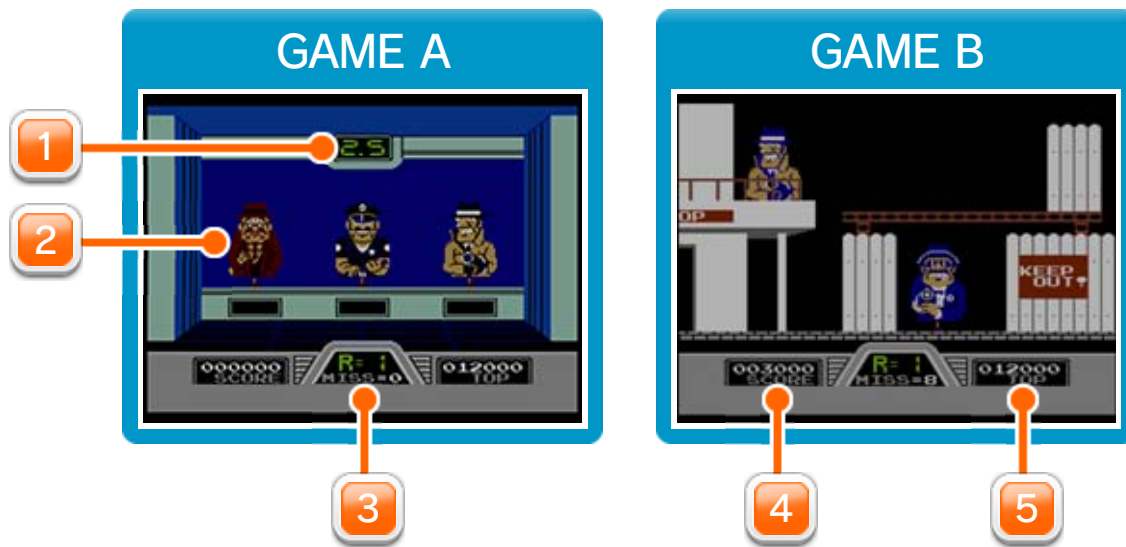 GAME A
GAME B
1
2.5
2
OP
KEEP
OUT!
R= 1
000000
SCORE
MISS=0
012000
TOP
R= 1
003000
SCORE
MISS=8
012000
TOP
3
4
5